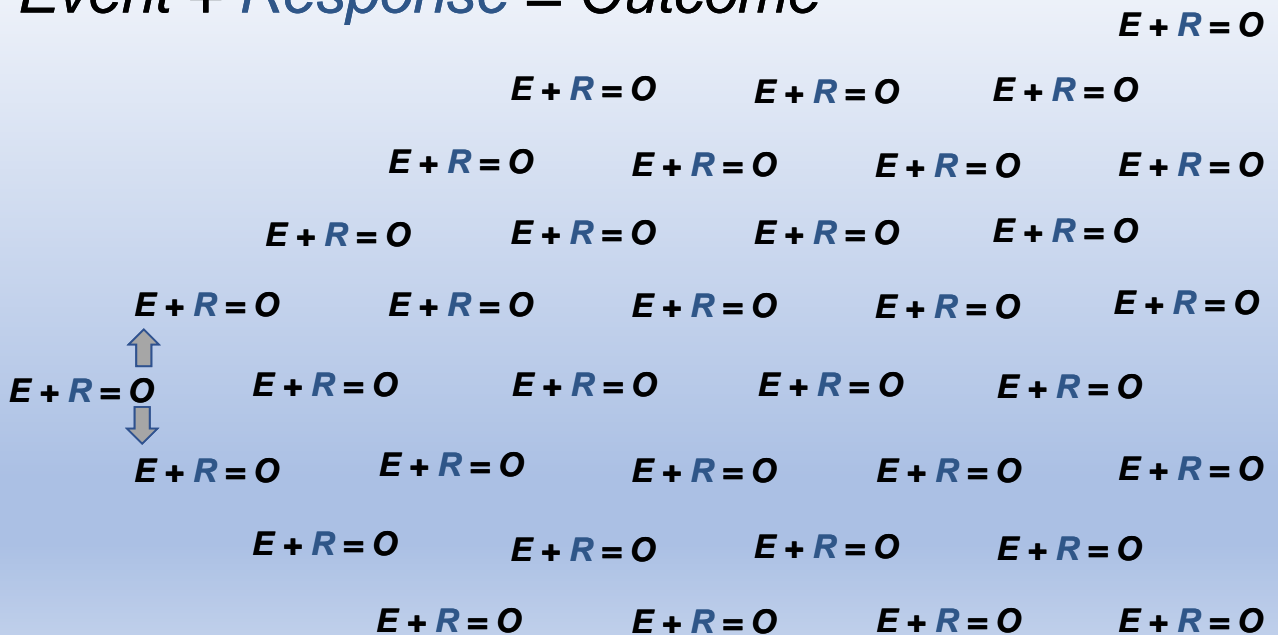 Event + Response = Outcome
E + R = O
E + R = O E + R = O E + R = O
E + R = O E + R = O E + R = O E + R = O
E + R = O E + R = O E + R = O E + R = O
E + R = O E + R = O E + R = O E + R = O E + R = O
E + R = O E + R = O E + R = O E + R = O E + R = O
E + R = O E + R = O E + R = O E + R = O E + R = O
E + R = O E + R = O E + R = O E + R = O
E + R = O E + R = O E + R = O E + R = O